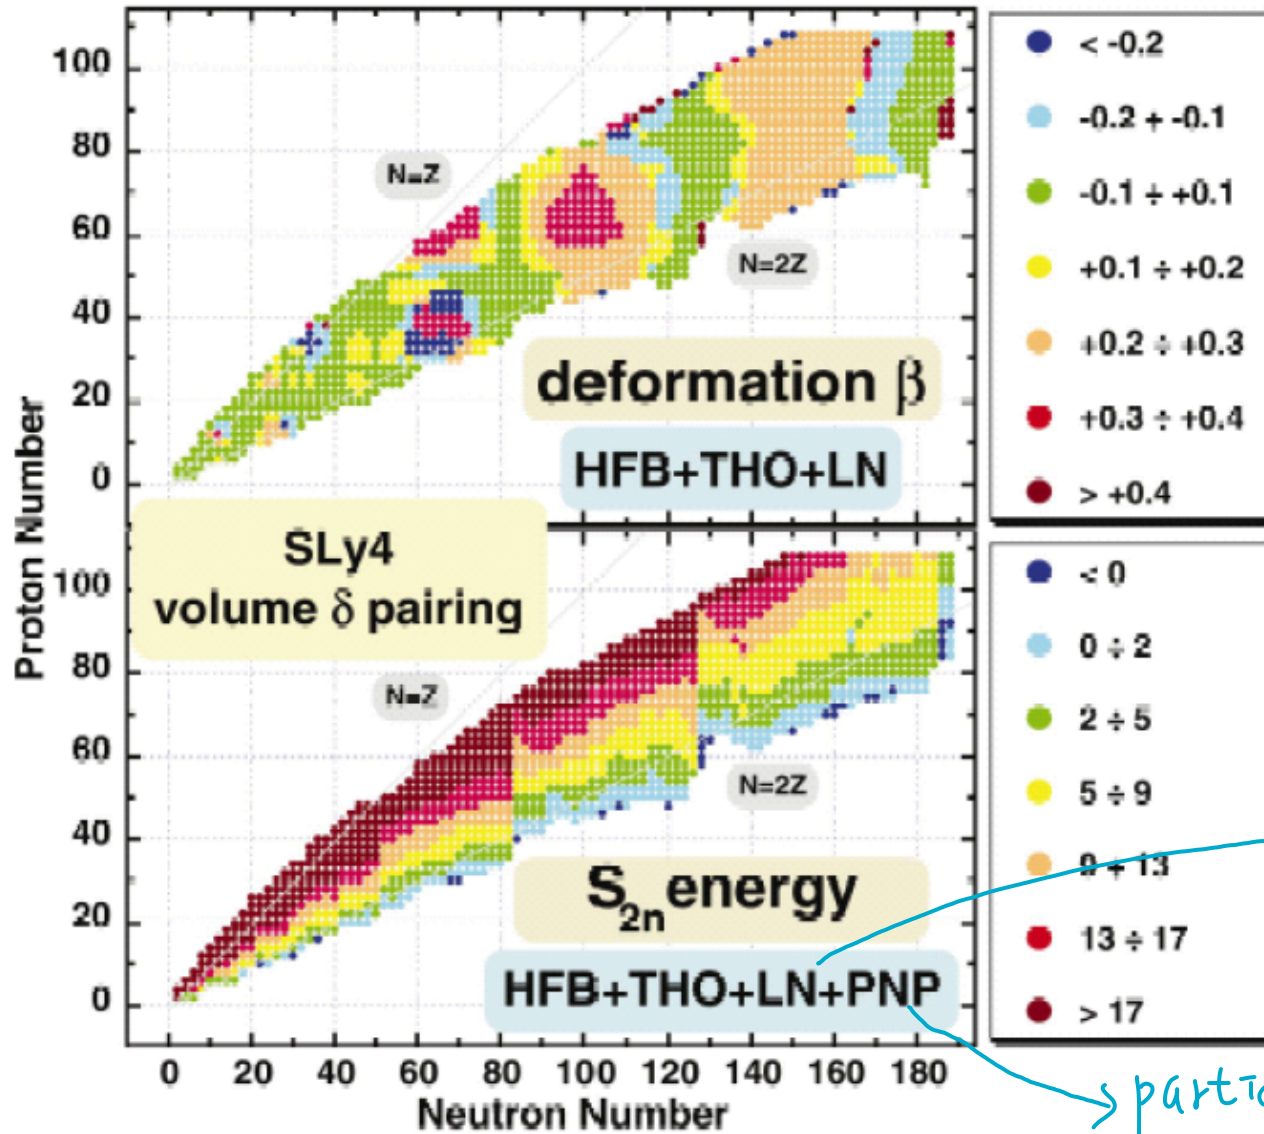 Proton Number
100
80
60
40
20
0
N=Z
N=2Z
deformation β
HFB+THO+LN
< -0.2
-0.2 ÷ -0.1
-0.1 ÷ +0.1
+0.1 ÷ +0.2
+0.2 ÷ +0.3
+0.3 ÷ +0.4
> +0.4
SLy4
volume δ pairing
100
80
60
40
20
0
N=Z
N=2Z
S2n energy
HFB+THO+LN+PNP
< 0
0 ÷ 2
2 ÷ 5
5 ÷ 9
9 ÷ 13
13 ÷ 17
> 17
0 20 40 60 80 100 120 140 160 180
Neutron Number